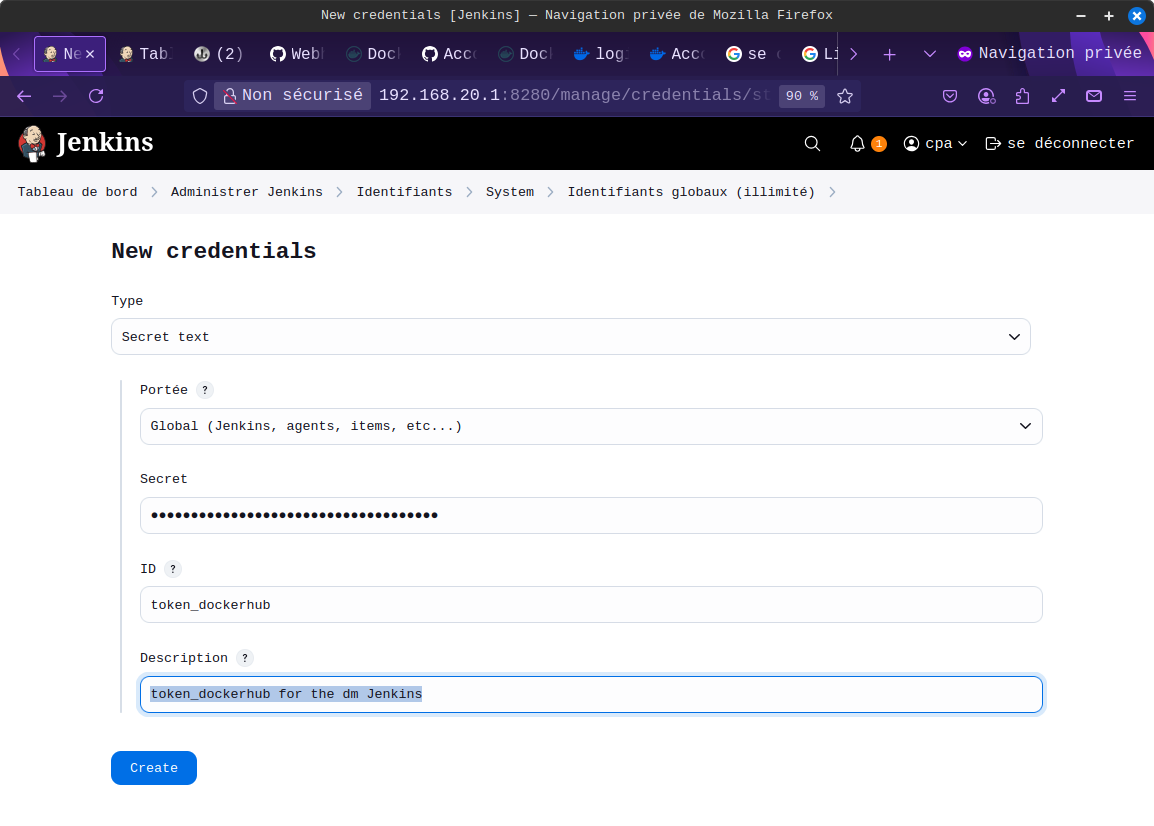 New credentials [Jenkins] — Navigation privée de Mozilla Firefox
Ne Tab (2) Web Doc Acc Doc log Acc se Li Navigation privée
Non sécurisé 192.168.20.1:8280/manage/credentials/st 90 %
Jenkins 1 cpa se déconnecter
Tableau de bord Administrer Jenkins Identifiants System Identifiants globaux (illimité)
New credentials
Type
Secret text
Portée ?
Global (Jenkins, agents, items, etc...)
Secret
••••••••••••••••••••••••••••••••••••
ID ?
token_dockerhub
Description ?
token_dockerhub for the dm Jenkins
Create